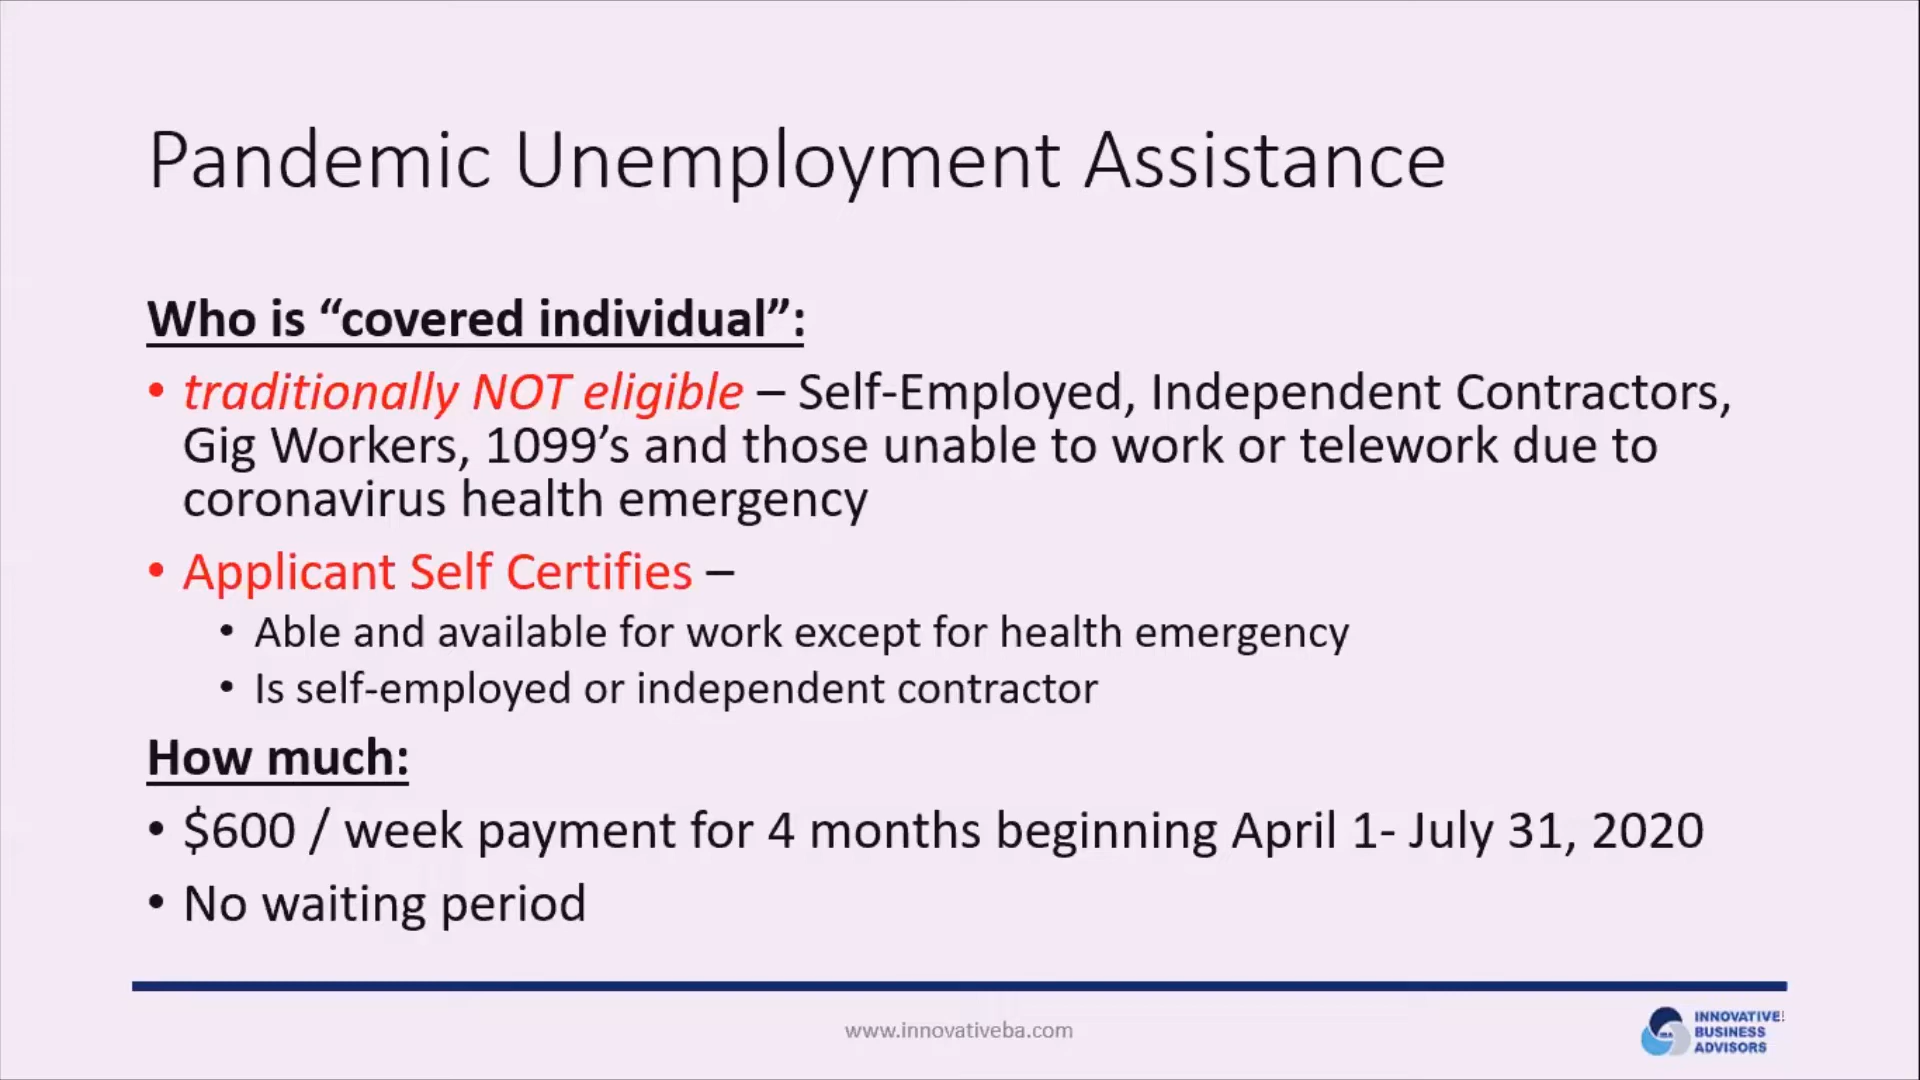 Pandemic Unemployment Assistance
Who is “covered individual”:
• traditionally NOT eligible – Self-Employed, Independent Contractors,
Gig Workers, 1099’s and those unable to work or telework due to
coronavirus health emergency
• Applicant Self Certifies –
• Able and available for work except for health emergency
• Is self-employed or independent contractor
How much:
• $600 / week payment for 4 months beginning April 1- July 31, 2020
• No waiting period
www.innovativeba.com
INNOVATIVE!
BUSINESS
ADVISORS